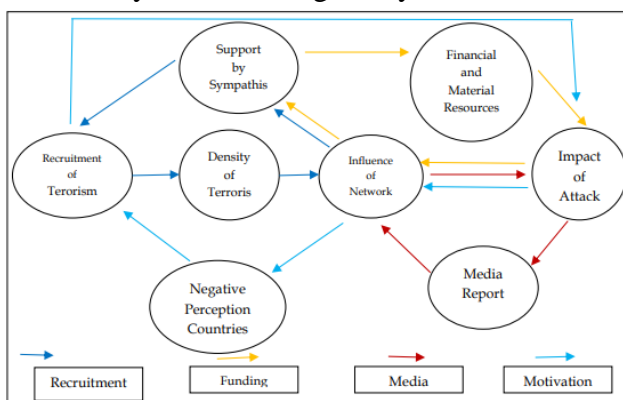 Support
by
Sympathis
Financial
and
Material
Resources
Recruitment
of
Terorism
Density
of
Terroris
Influence
of
Network
Impact
of
Attack
Negative
Perception
Countries
Media
Report
Recruitment
Funding
Media
Motivation